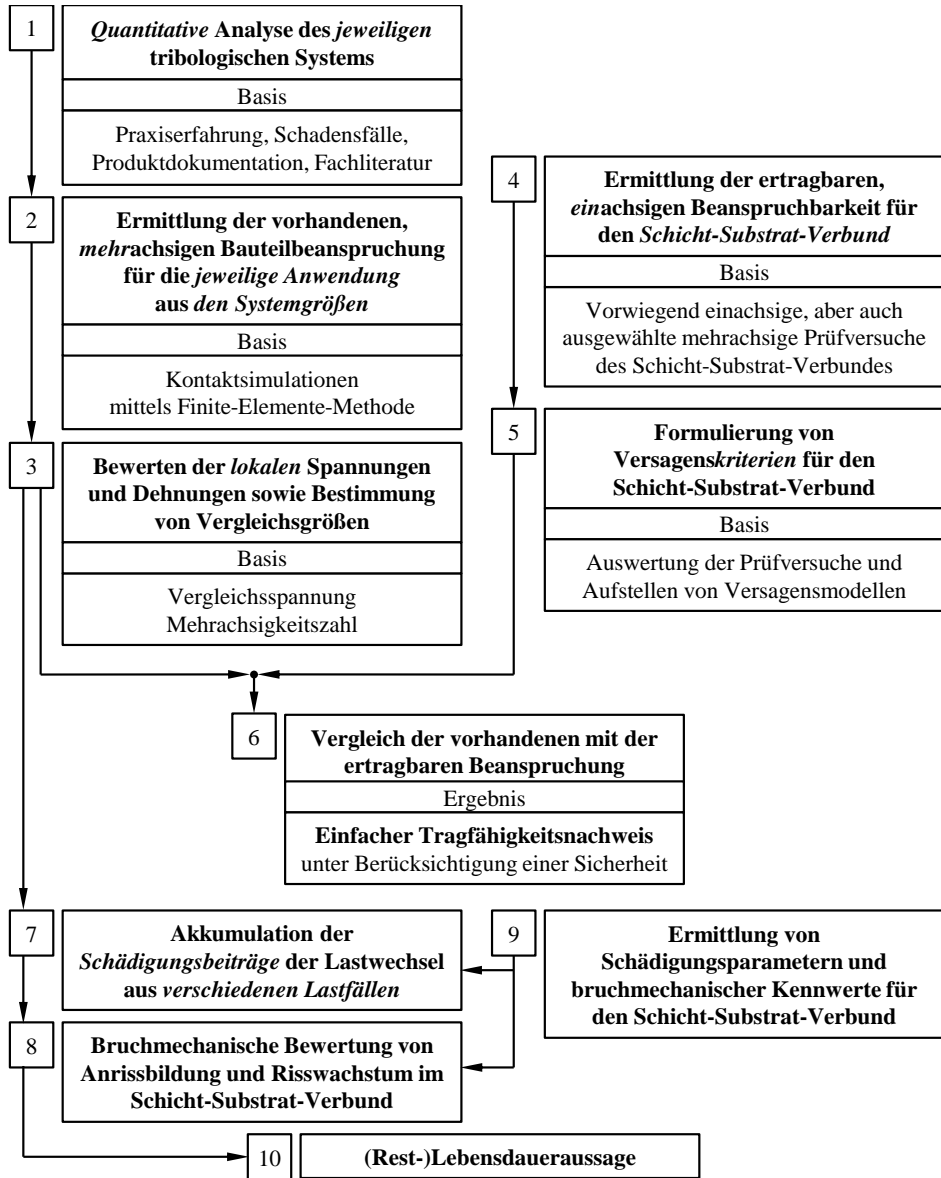 1
Quantitative Analyse des jeweiligen
tribologischen Systems
Basis
Praxiserfahrung, Schadensfälle,
Produktdokumentation, Fachliteratur
2
Ermittlung der vorhandenen,
mehrachsigen Bauteilbeanspruchung
für die jeweilige Anwendung
aus den Systemgrößen
Basis
Kontaktsimulationen
mittels Finite-Elemente-Methode
3
Bewerten der lokalen Spannungen
und Dehnungen sowie Bestimmung
von Vergleichsgrößen
Basis
Vergleichsspannung
Mehrachsigkeitszahl
4
Ermittlung der ertragbaren,
einachsigen Beanspruchbarkeit für
den Schicht-Substrat-Verbund
Basis
Vorwiegend einachsige, aber auch
ausgewählte mehrachsige Prüfversuche
des Schicht-Substrat-Verbundes
5
Formulierung von
Versagenskriterien für den
Schicht-Substrat-Verbund
Basis
Auswertung der Prüfversuche und
Aufstellen von Versagensmodellen
6
Vergleich der vorhandenen mit der
ertragbaren Beanspruchung
Ergebnis
Einfacher Tragfähigkeitsnachweis
unter Berücksichtigung einer Sicherheit
7
Akkumulation der
Schädigungsbeiträge der Lastwechsel
aus verschiedenen Lastfällen
8
Bruchmechanische Bewertung von
Anrissbildung und Risswachstum im
Schicht-Substrat-Verbund
9
Ermittlung von
Schädigungsparametern und
bruchmechanischer Kennwerte für
den Schicht-Substrat-Verbund
10
(Rest-)Lebensdaueraussage